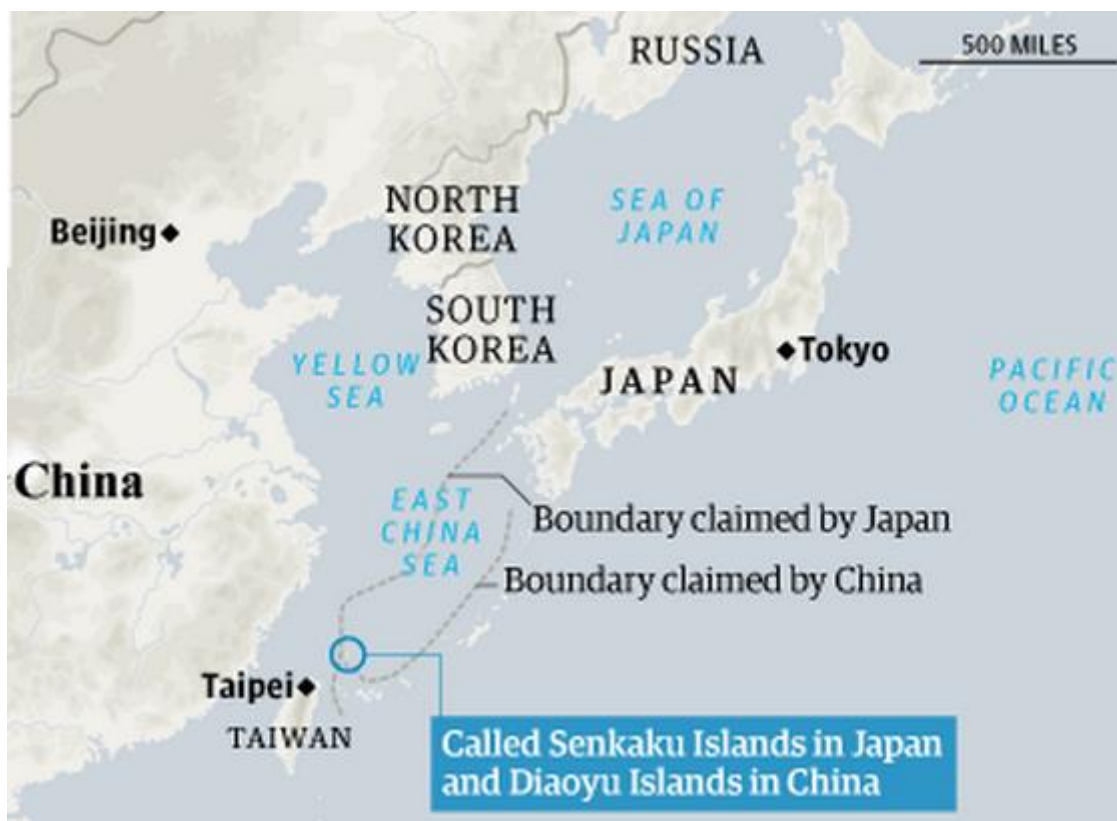 RUSSIA
500 MILES
NORTH
KOREA
SEA OF
JAPAN
Beijing
SOUTH
KOREA
YELLOW
SEA
JAPAN
Tokyo
PACIFIC
OCEAN
China
EAST
CHINA
SEA
Boundary claimed by Japan
Boundary claimed by China
Taipei
TAIWAN
Called Senkaku Islands in Japan
and Diaoyu Islands in China